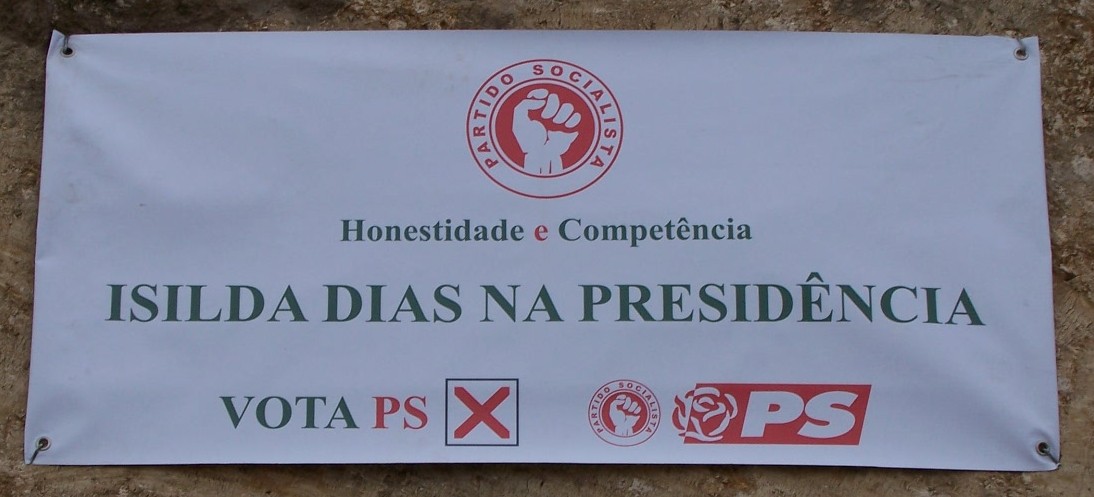 PARTIDO SOCIALISTA
Honestidade e Competência
ISILDA DIAS NA PRESIDÊNCIA
VOTA PS
PARTIDO SOCIALISTA
PS